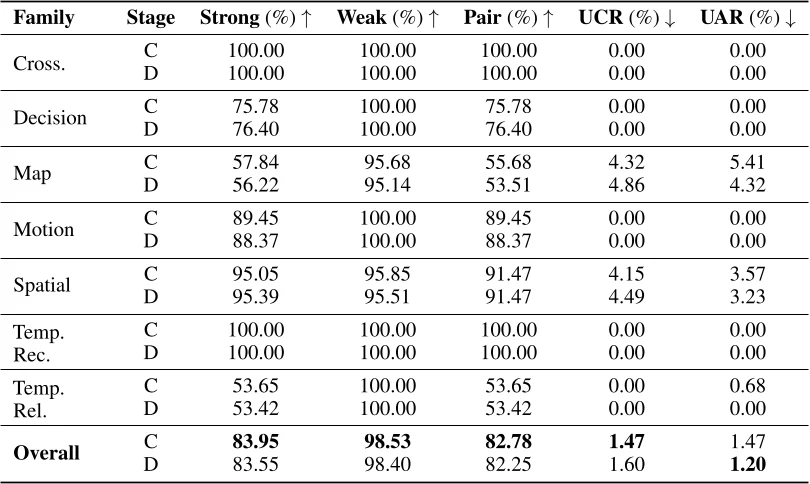 Family Stage Strong (%) ↑ Weak (%) ↑ Pair (%) ↑ UCR (%) ↓ UAR (%) ↓
Cross. C 100.00 100.00 100.00 0.00 0.00
D 100.00 100.00 100.00 0.00 0.00
Decision C 75.78 100.00 75.78 0.00 0.00
D 76.40 100.00 76.40 0.00 0.00
Map C 57.84 95.68 55.68 4.32 5.41
D 56.22 95.14 53.51 4.86 4.32
Motion C 89.45 100.00 89.45 0.00 0.00
D 88.37 100.00 88.37 0.00 0.00
Spatial C 95.05 95.85 91.47 4.15 3.57
D 95.39 95.51 91.47 4.49 3.23
Temp. C 100.00 100.00 100.00 0.00 0.00
Rec. D 100.00 100.00 100.00 0.00 0.00
Temp. C 53.65 100.00 53.65 0.00 0.68
Rel. D 53.42 100.00 53.42 0.00 0.00
Overall C 83.95 98.53 82.78 1.47 1.47
D 83.55 98.40 82.25 1.60 1.20